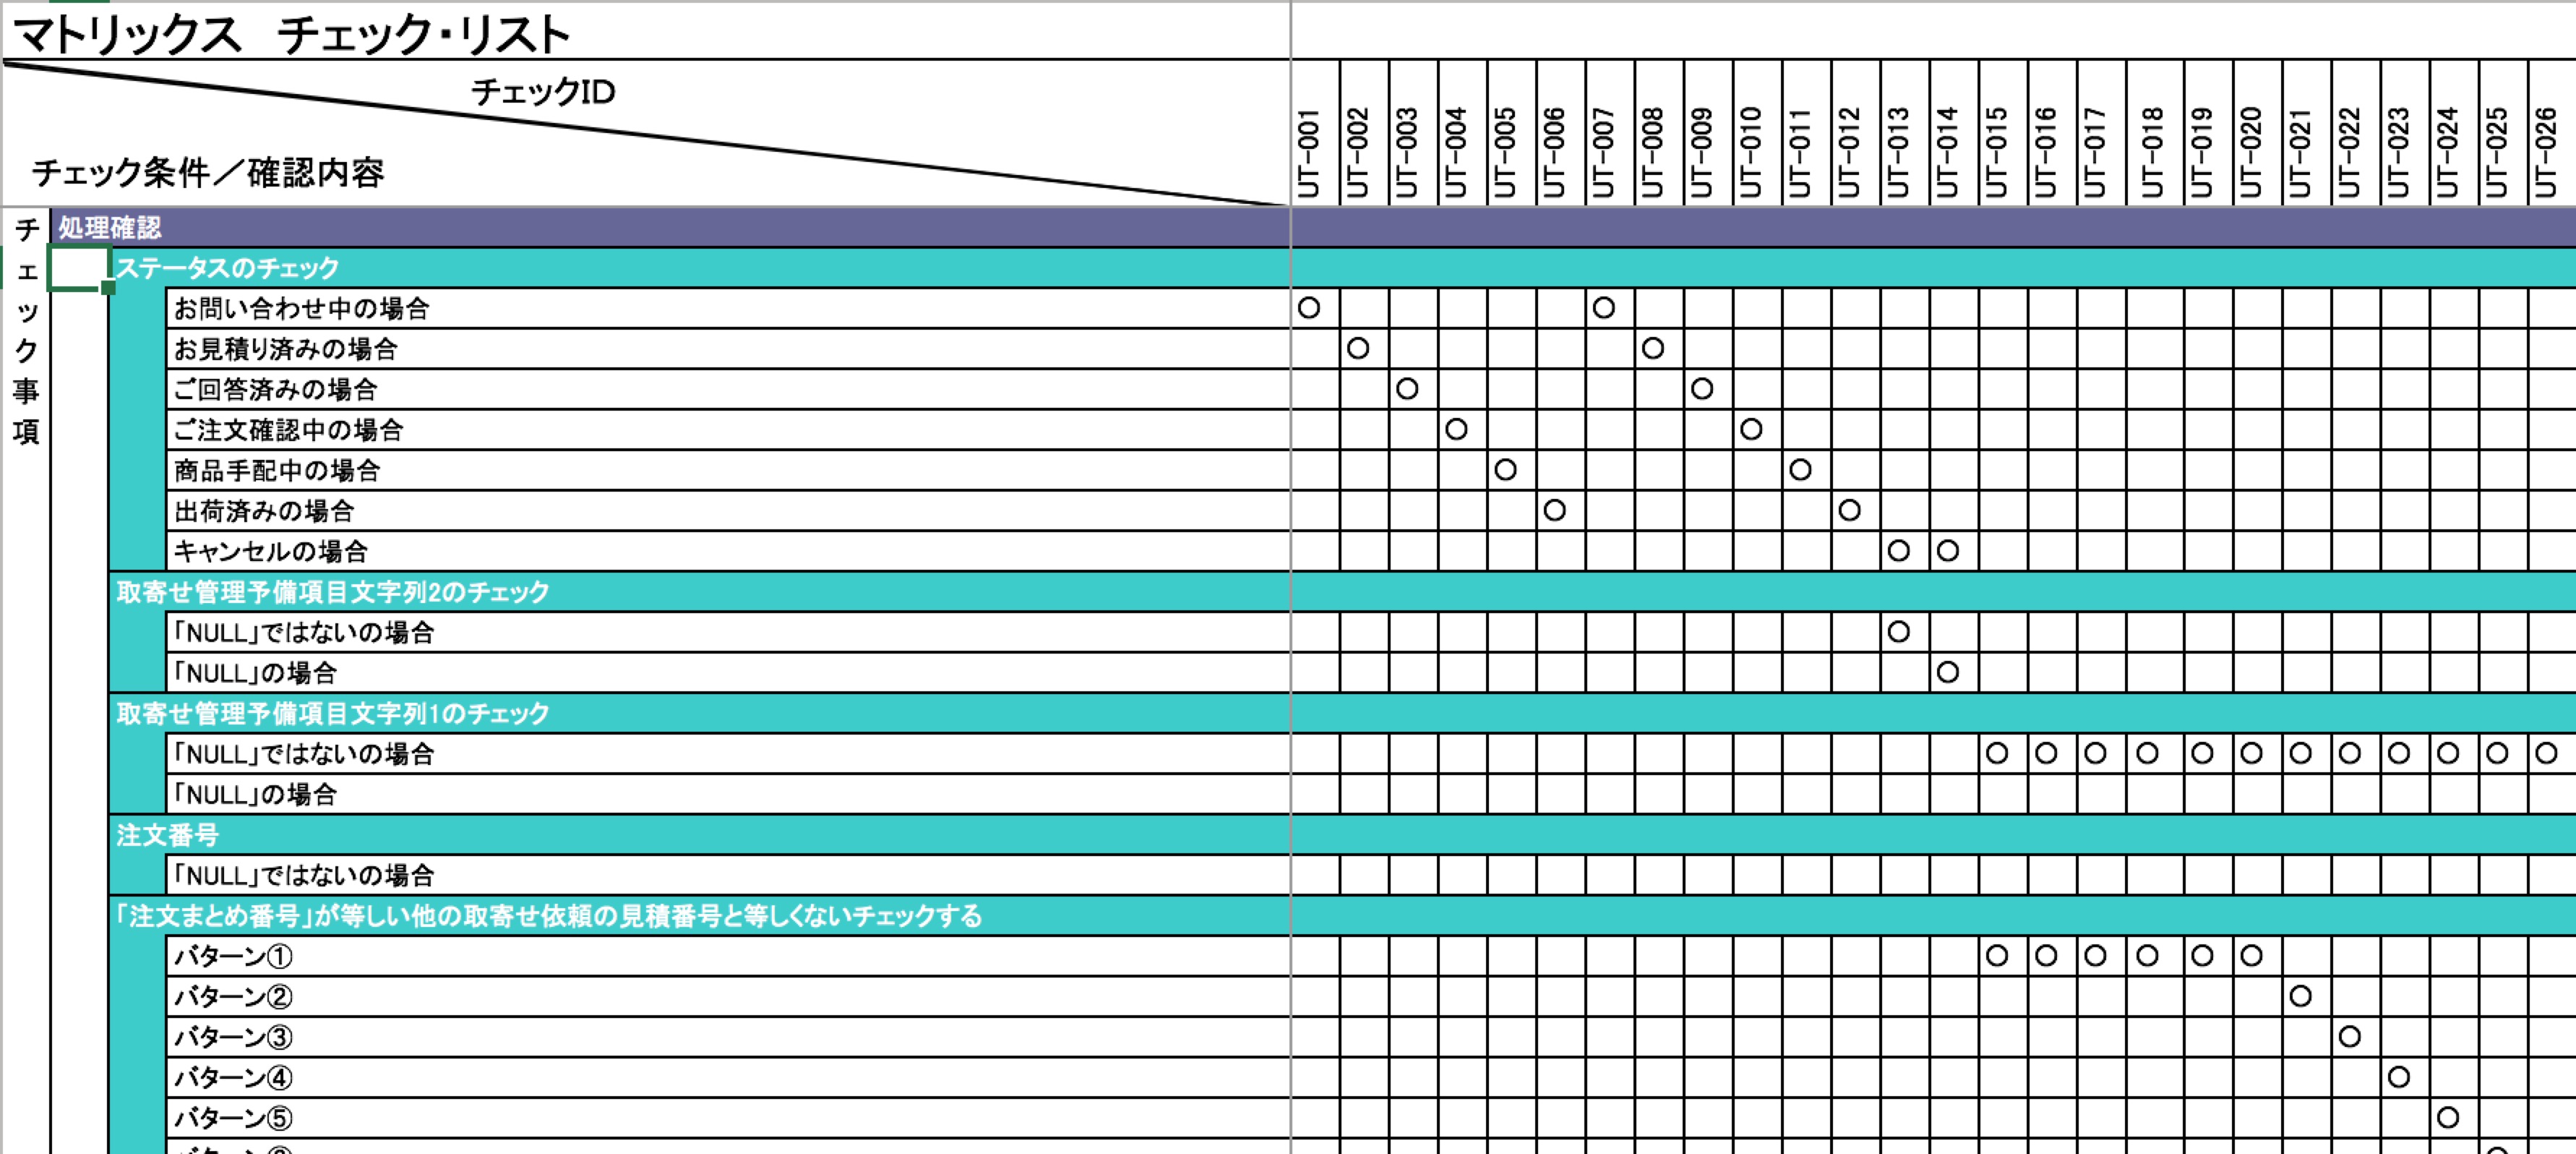 マトリックス　チェック・リスト
チェックID
チェック条件／確認内容
UT-001 UT-002 UT-003 UT-004 UT-005 UT-006 UT-007 UT-008 UT-009 UT-010 UT-011 UT-012 UT-013 UT-014 UT-015 UT-016 UT-017 UT-018 UT-019 UT-020 UT-021 UT-022 UT-023 UT-024 UT-025 UT-026
チェック事項
処理確認
ステータスのチェック
お問い合わせ中の場合 ○ ○
お見積り済みの場合 ○ ○
ご回答済みの場合 ○ ○
ご注文確認中の場合 ○ ○
商品手配中の場合 ○ ○
出荷済みの場合 ○ ○
キャンセルの場合 ○ ○
取寄せ管理予備項目文字列2のチェック
「NULL」ではないの場合 ○
「NULL」の場合 ○
取寄せ管理予備項目文字列1のチェック
「NULL」ではないの場合 ○ ○ ○ ○ ○ ○ ○ ○ ○ ○ ○ ○
「NULL」の場合
注文番号
「NULL」ではないの場合
「注文まとめ番号」が等しい他の取寄せ依頼の見積番号と等しくないチェックする
パターン① ○ ○ ○ ○ ○ ○
パターン② ○
パターン③ ○
パターン④ ○
パターン⑤ ○